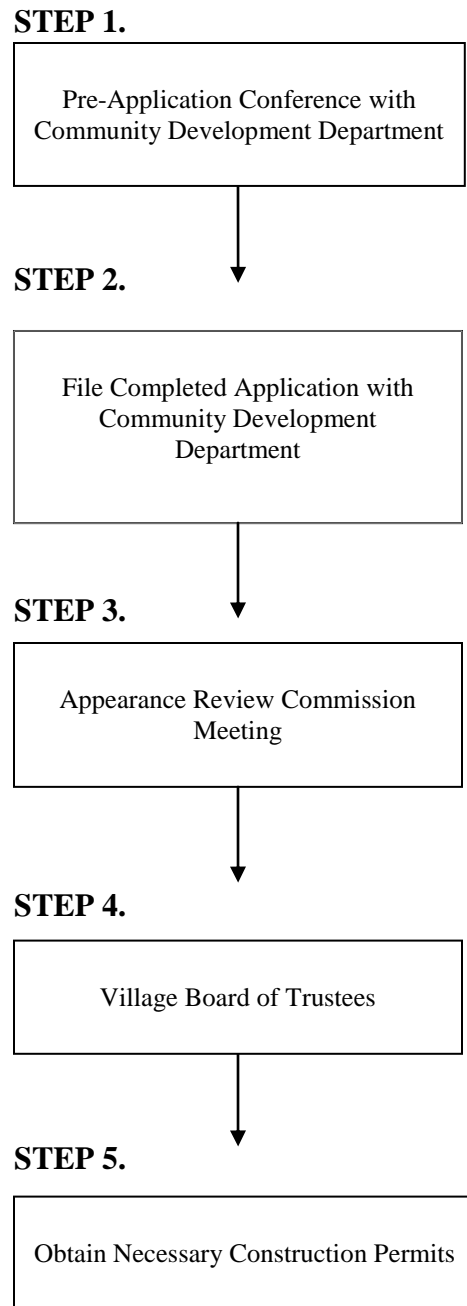 STEP 1.
Pre-Application Conference with
Community Development Department
STEP 2.
File Completed Application with
Community Development
Department
STEP 3.
Appearance Review Commission
Meeting
STEP 4.
Village Board of Trustees
STEP 5.
Obtain Necessary Construction Permits